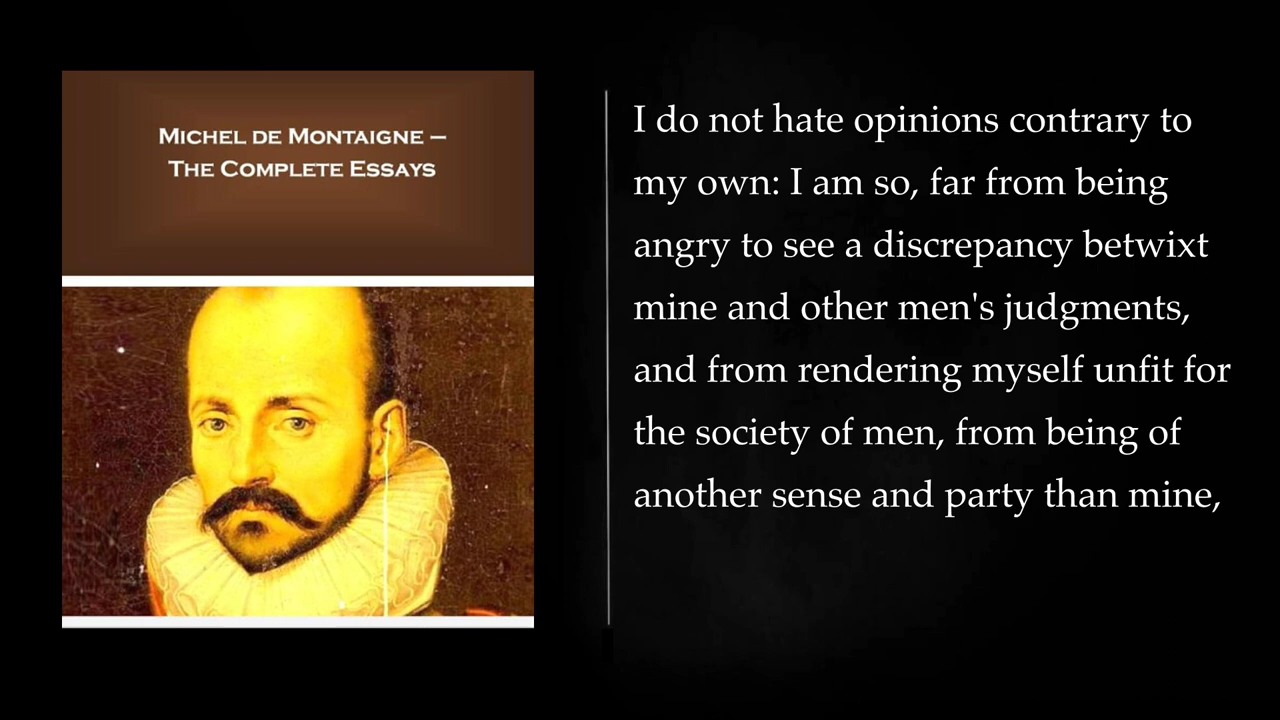 MICHEL DE MONTAIGNE –
THE COMPLETE ESSAYS
I do not hate opinions contrary to
my own: I am so, far from being
angry to see a discrepancy betwixt
mine and other men's judgments,
and from rendering myself unfit for
the society of men, from being of
another sense and party than mine,